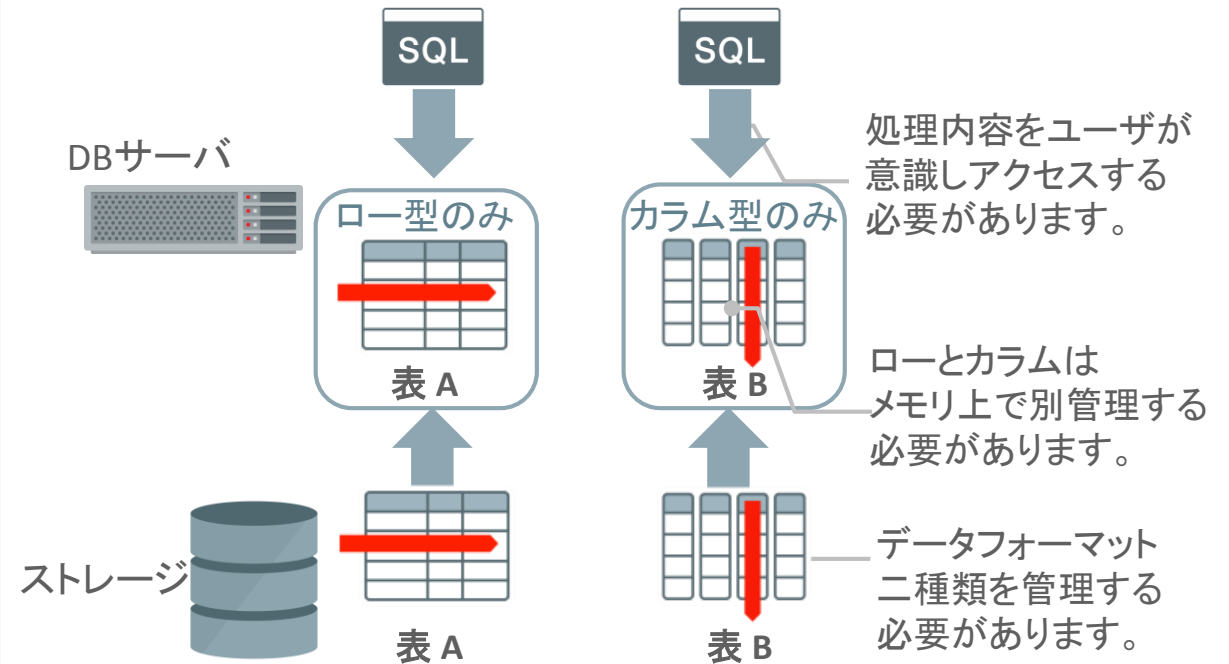 SQL
SQL
DBサーバ
処理内容をユーザが
意識しアクセスする
必要があります。
ロー型のみ
カラム型のみ
表 A
表 B
ローとカラムは
メモリ上で別管理する
必要があります。
ストレージ
データフォーマット
二種類を管理する
必要があります。
表 A
表 B